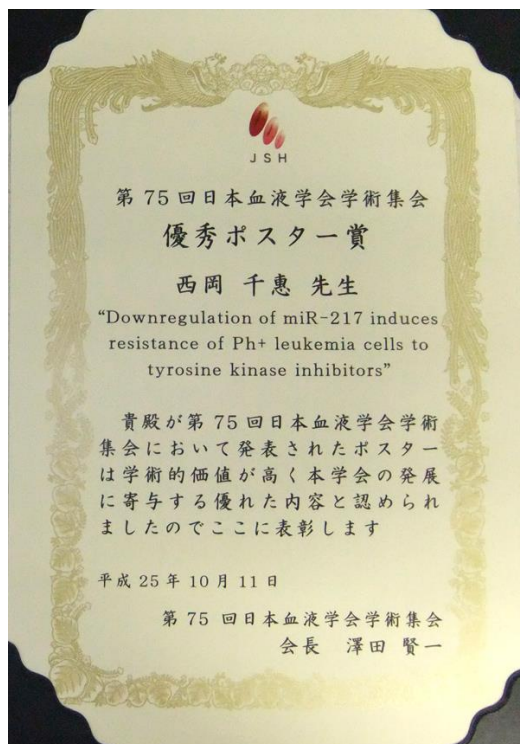 JSH
第75回日本血液学会学術集会
優秀ポスター賞
西岡 千惠 先生
“Downregulation of miR-217 induces
resistance of Ph+ leukemia cells to
tyrosine kinase inhibitors”
貴殿が第75回日本血液学会学術
集会において発表されたポスター
は学術的価値が高く本学会の発展
に寄与する優れた内容と認められ
ましたのでここに表彰します
平成25年10月11日
第75 回日本血液学会学術集会
会長 澤田 賢一